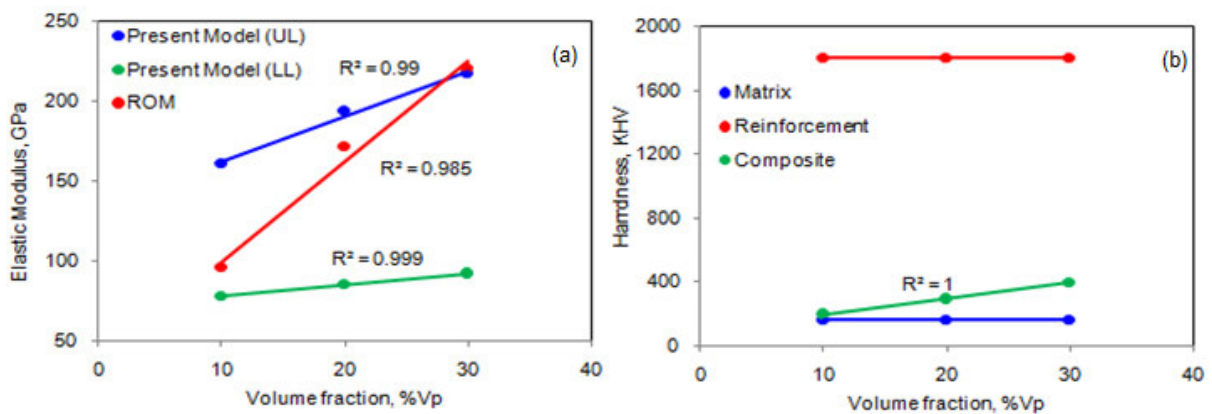 250
200
150
100
50
0
10
20
30
40
Elastic Modulus, GPa
Volume fraction, %Vp
Present Model (UL)
Present Model (LL)
ROM
R² = 0.99
R² = 0.985
R² = 0.999
(a)
2000
1600
1200
800
400
0
0
10
20
30
40
Harrdness, KHV
Volume fraction, %Vp
Matrix
Reinforcement
Composite
R² = 1
(b)